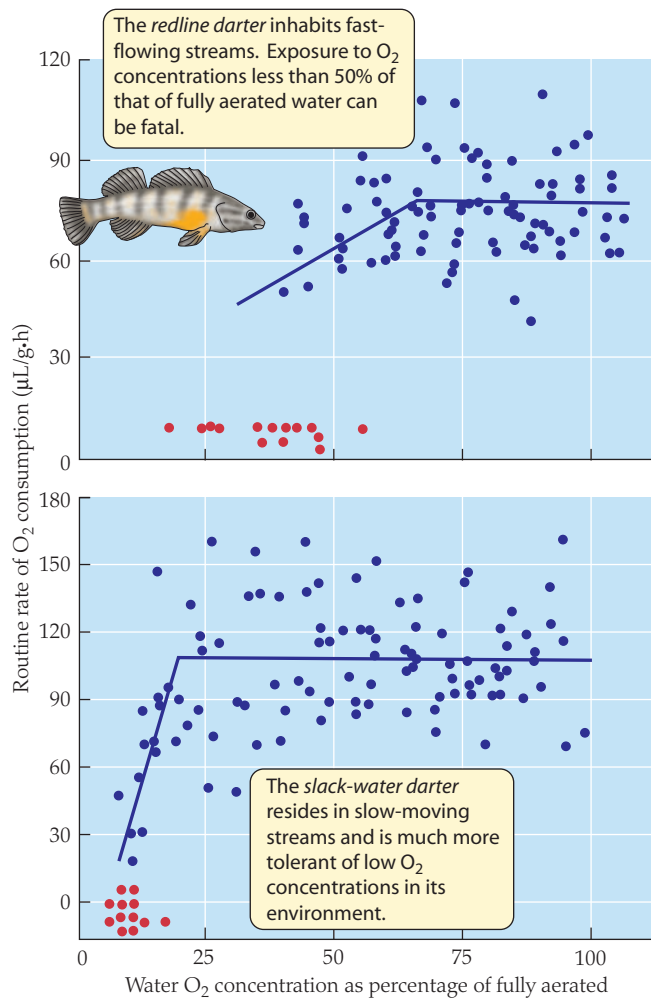 The redline darter inhabits fast-
flowing streams. Exposure to O2
concentrations less than 50% of
that of fully aerated water can
be fatal.
120
90
60
30
0
Routine rate of O2 consumption (μL/g•h)
180
150
120
90
60
30
0
The slack-water darter
resides in slow-moving
streams and is much more
tolerant of low O2
concentrations in its
environment.
0 25 50 75 100
Water O2 concentration as percentage of fully aerated